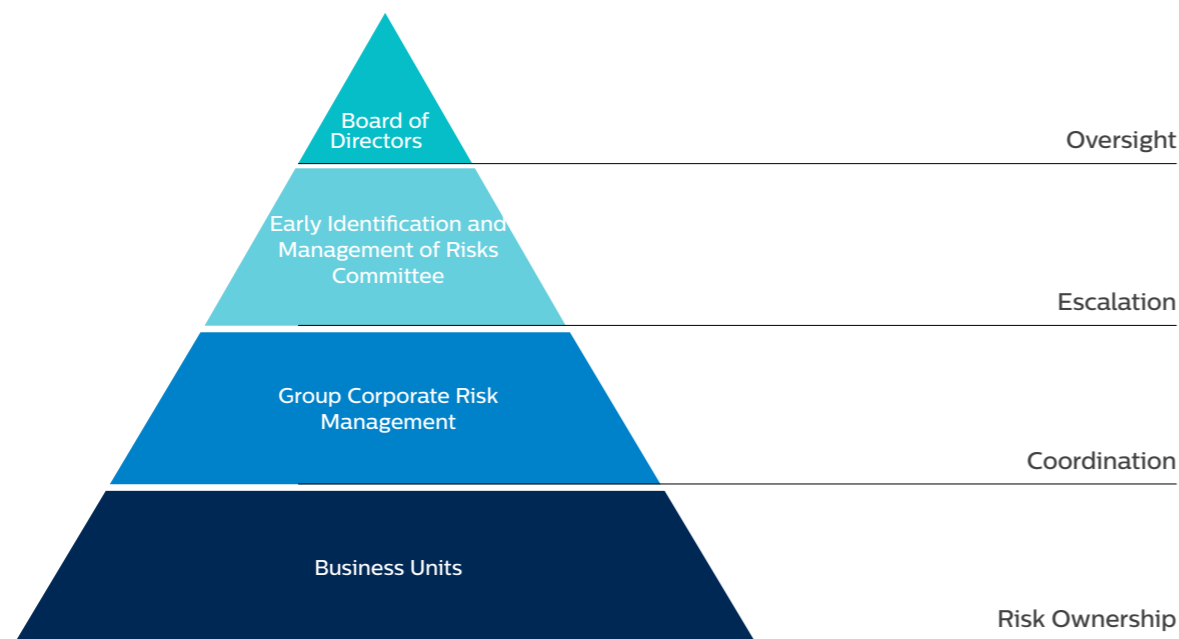 Board of
Directors
Oversight
Early Identification and
Management of Risks
Committee
Escalation
Group Corporate Risk
Management
Coordination
Business Units
Risk Ownership